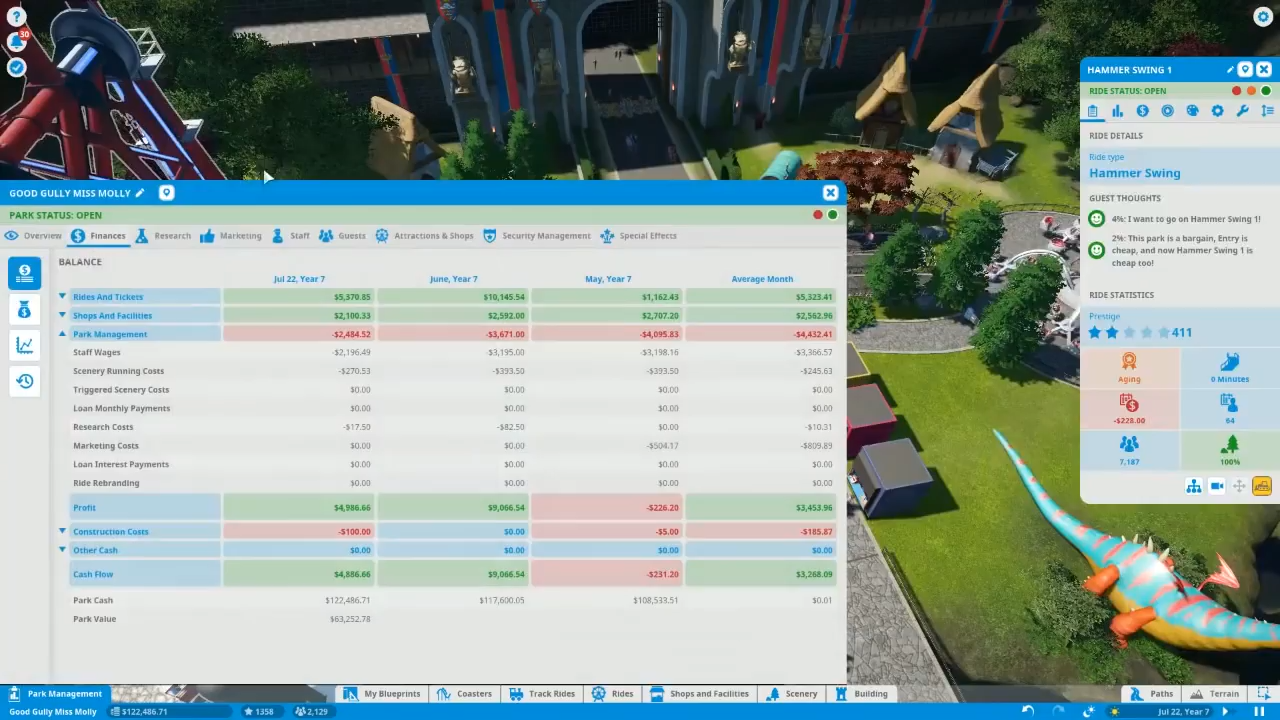 ?
30
GOOD GULLY MISS MOLLY
PARK STATUS: OPEN
Overview Finances Research Marketing Staff Guests Attractions & Shops Security Management Special Effects
BALANCE
Jul 22, Year 7 June, Year 7 May, Year 7 Average Month
Rides And Tickets $5,370.85 $10,145.54 $1,162.43 $5,323.41
Shops And Facilities $2,100.33 $2,592.00 $2,707.20 $2,562.96
Park Management -$2,484.52 -$3,671.00 -$4,095.83 -$4,432.41
Staff Wages -$2,196.49 -$3,195.00 -$3,198.16 -$3,366.57
Scenery Running Costs -$270.53 -$393.50 -$393.50 -$245.63
Triggered Scenery Costs $0.00 $0.00 $0.00 $0.00
Loan Monthly Payments $0.00 $0.00 $0.00 $0.00
Research Costs -$17.50 -$82.50 $0.00 -$10.31
Marketing Costs $0.00 $0.00 -$504.17 -$809.89
Loan Interest Payments $0.00 $0.00 $0.00 $0.00
Ride Rebranding $0.00 $0.00 $0.00 $0.00
Profit $4,986.66 $9,066.54 -$226.20 $3,453.96
Construction Costs -$100.00 $0.00 -$5.00 -$185.87
Other Cash $0.00 $0.00 $0.00 $0.00
Cash Flow $4,886.66 $9,066.54 -$231.20 $3,268.09
Park Cash $122,486.71 $117,600.05 $108,533.51 $0.01
Park Value $63,252.78
HAMMER SWING 1
RIDE STATUS: OPEN
RIDE DETAILS
Ride type
Hammer Swing
GUEST THOUGHTS
4%: I want to go on Hammer Swing 1!
2%: This park is a bargain, Entry is
cheap, and now Hammer Swing 1 is
cheap too!
RIDE STATISTICS
Prestige
411
Aging 0 Minutes
-$228.00 64
7,187 100%
Park Management My Blueprints Coasters Track Rides Rides Shops and Facilities Scenery Building Paths Terrain
Good Gully Miss Molly $122,486.71 1358 2,129 Jul 22, Year 7